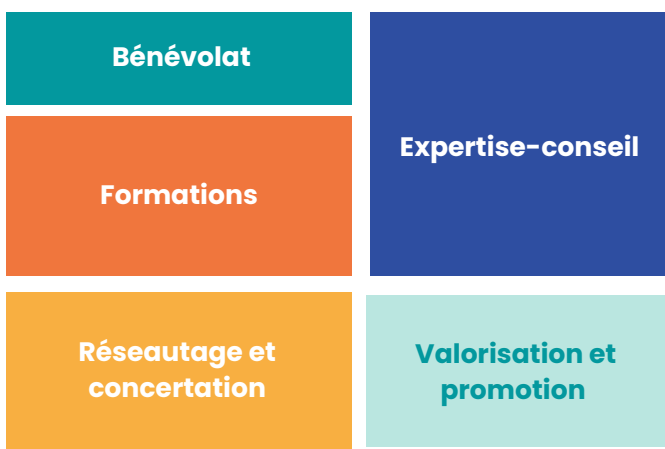 Bénévolat
Expertise-conseil
Formations
Réseautage et
concertation
Valorisation et
promotion